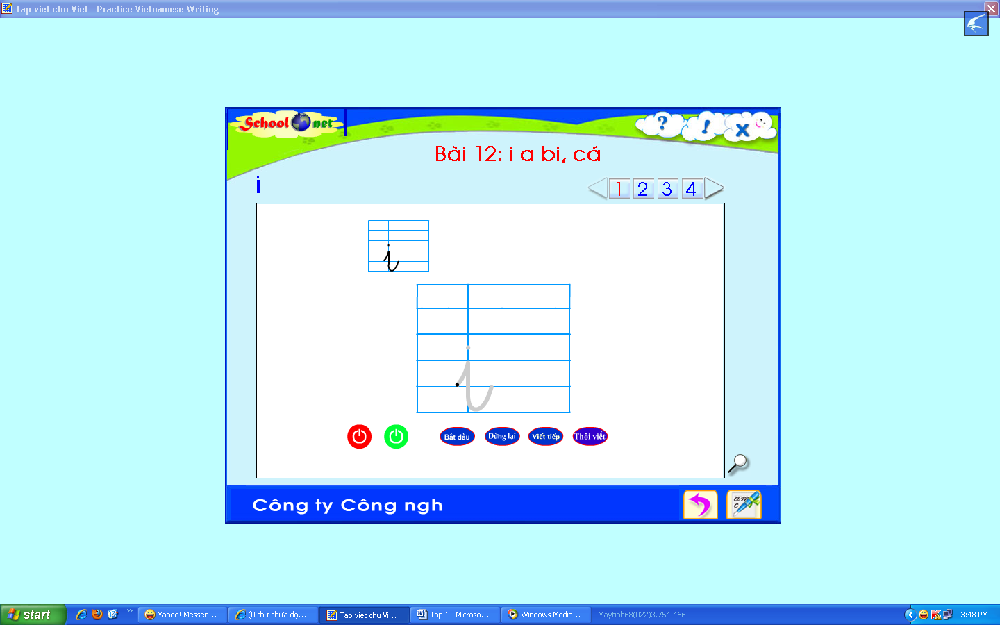 Tap viet chu Viet - Practice Vietnamese Writing
School net
? ! x
Bài 12: i a bi, cá
i
1 2 3 4
i
i
Bắt đầu Dừng lại Viết tiếp Thôi viết
Công ty Công ngh
am
start
Yahoo! Messen... (0 thư chưa đọ... Tap viet chu Vi... Tap 1 - Microso... Windows Media... Maytinh68(022)3.754.466 3:48 PM